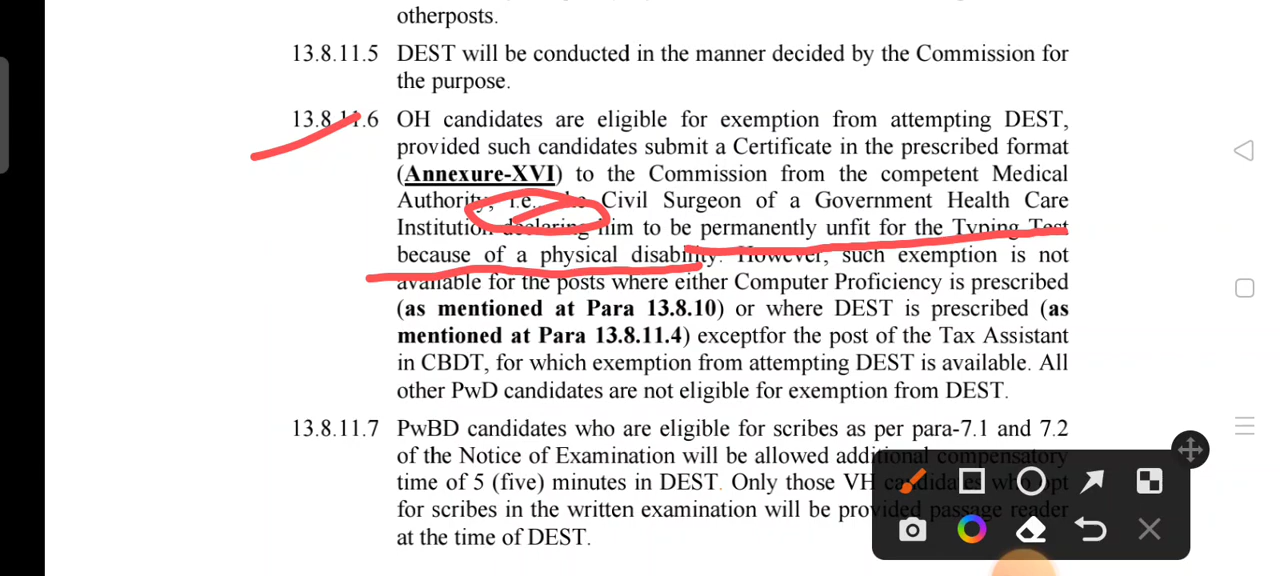 otherposts.
13.8.11.5 DEST will be conducted in the manner decided by the Commission for
the purpose.
13.8.11.6 OH candidates are eligible for exemption from attempting DEST,
provided such candidates submit a Certificate in the prescribed format
(Annexure-XVI) to the Commission from the competent Medical
Authority, i.e., the Civil Surgeon of a Government Health Care
Institution declaring him to be permanently unfit for the Typing Test
because of a physical disability. However, such exemption is not
available for the posts where either Computer Proficiency is prescribed
(as mentioned at Para 13.8.10) or where DEST is prescribed (as
mentioned at Para 13.8.11.4) exceptfor the post of the Tax Assistant
in CBDT, for which exemption from attempting DEST is available. All
other PwD candidates are not eligible for exemption from DEST.
13.8.11.7 PwBD candidates who are eligible for scribes as per para-7.1 and 7.2
of the Notice of Examination will be allowed additional compensatory
time of 5 (five) minutes in DEST. Only those VH candidates who opt
for scribes in the written examination will be provided passage reader
at the time of DEST.